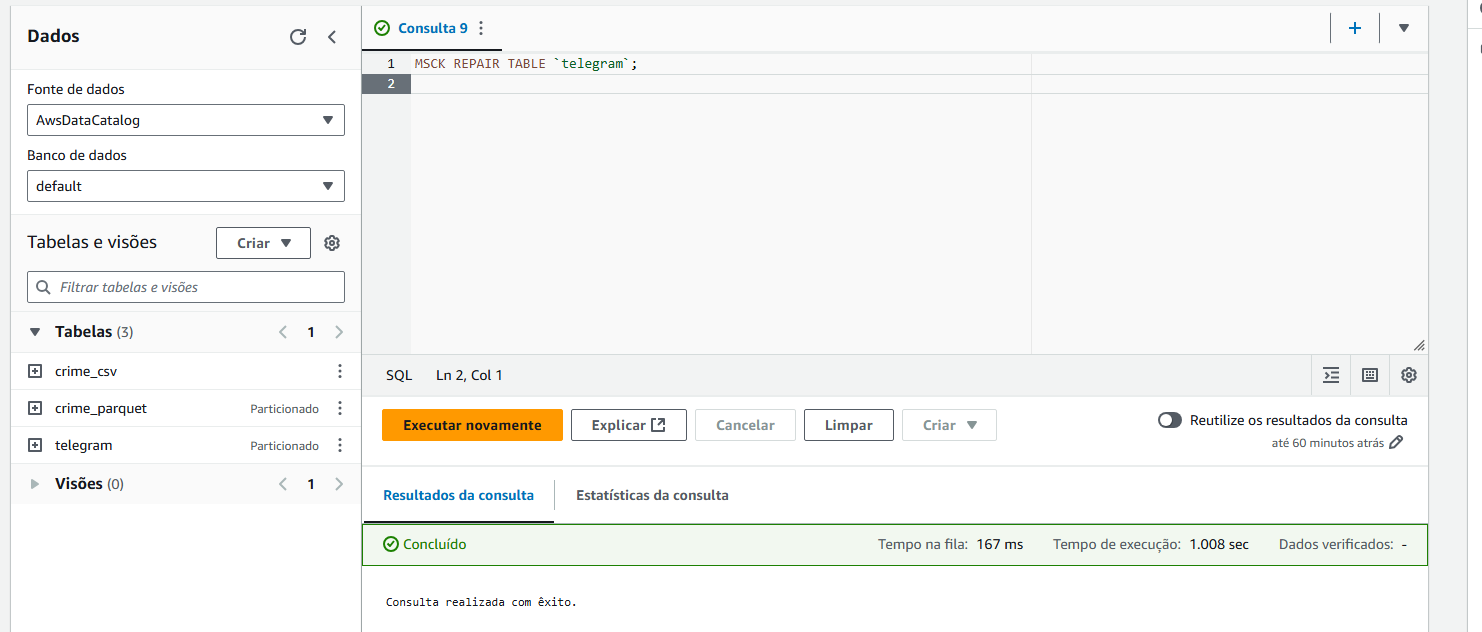 Dados
Fonte de dados
AwsDataCatalog
Banco de dados
default
Tabelas e visões
Criar
Filtrar tabelas e visões
Tabelas (3)
1
crime_csv
crime_parquet Particionado
telegram Particionado
Visões (0)
1
Consulta 9
1 MSCK REPAIR TABLE `telegram`;
2
SQL Ln 2, Col 1
Executar novamente Explicar Cancelar Limpar Criar
Reutilize os resultados da consulta
até 60 minutos atrás
Resultados da consulta Estatísticas da consulta
Concluído Tempo na fila: 167 ms Tempo de execução: 1.008 sec Dados verificados: -
Consulta realizada com êxito.